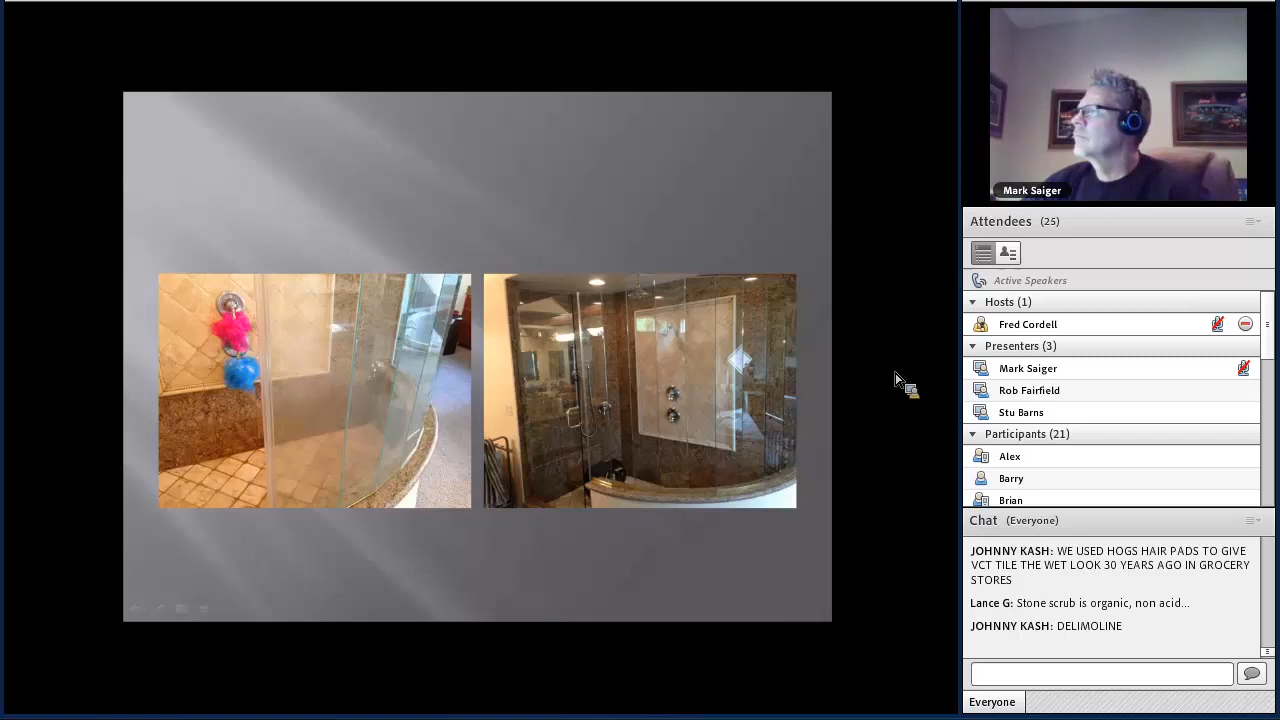 Mark Saiger
Attendees (25)
Active Speakers
Hosts (1)
Fred Cordell
Presenters (3)
Mark Saiger
Rob Fairfield
Stu Barns
Participants (21)
Alex
Barry
Brian
Chat (Everyone)
JOHNNY KASH: WE USED HOGS HAIR PADS TO GIVE
VCT TILE THE WET LOOK 30 YEARS AGO IN GROCERY
STORES
Lance G: Stone scrub is organic, non acid...
JOHNNY KASH: DELIMOLINE
Everyone